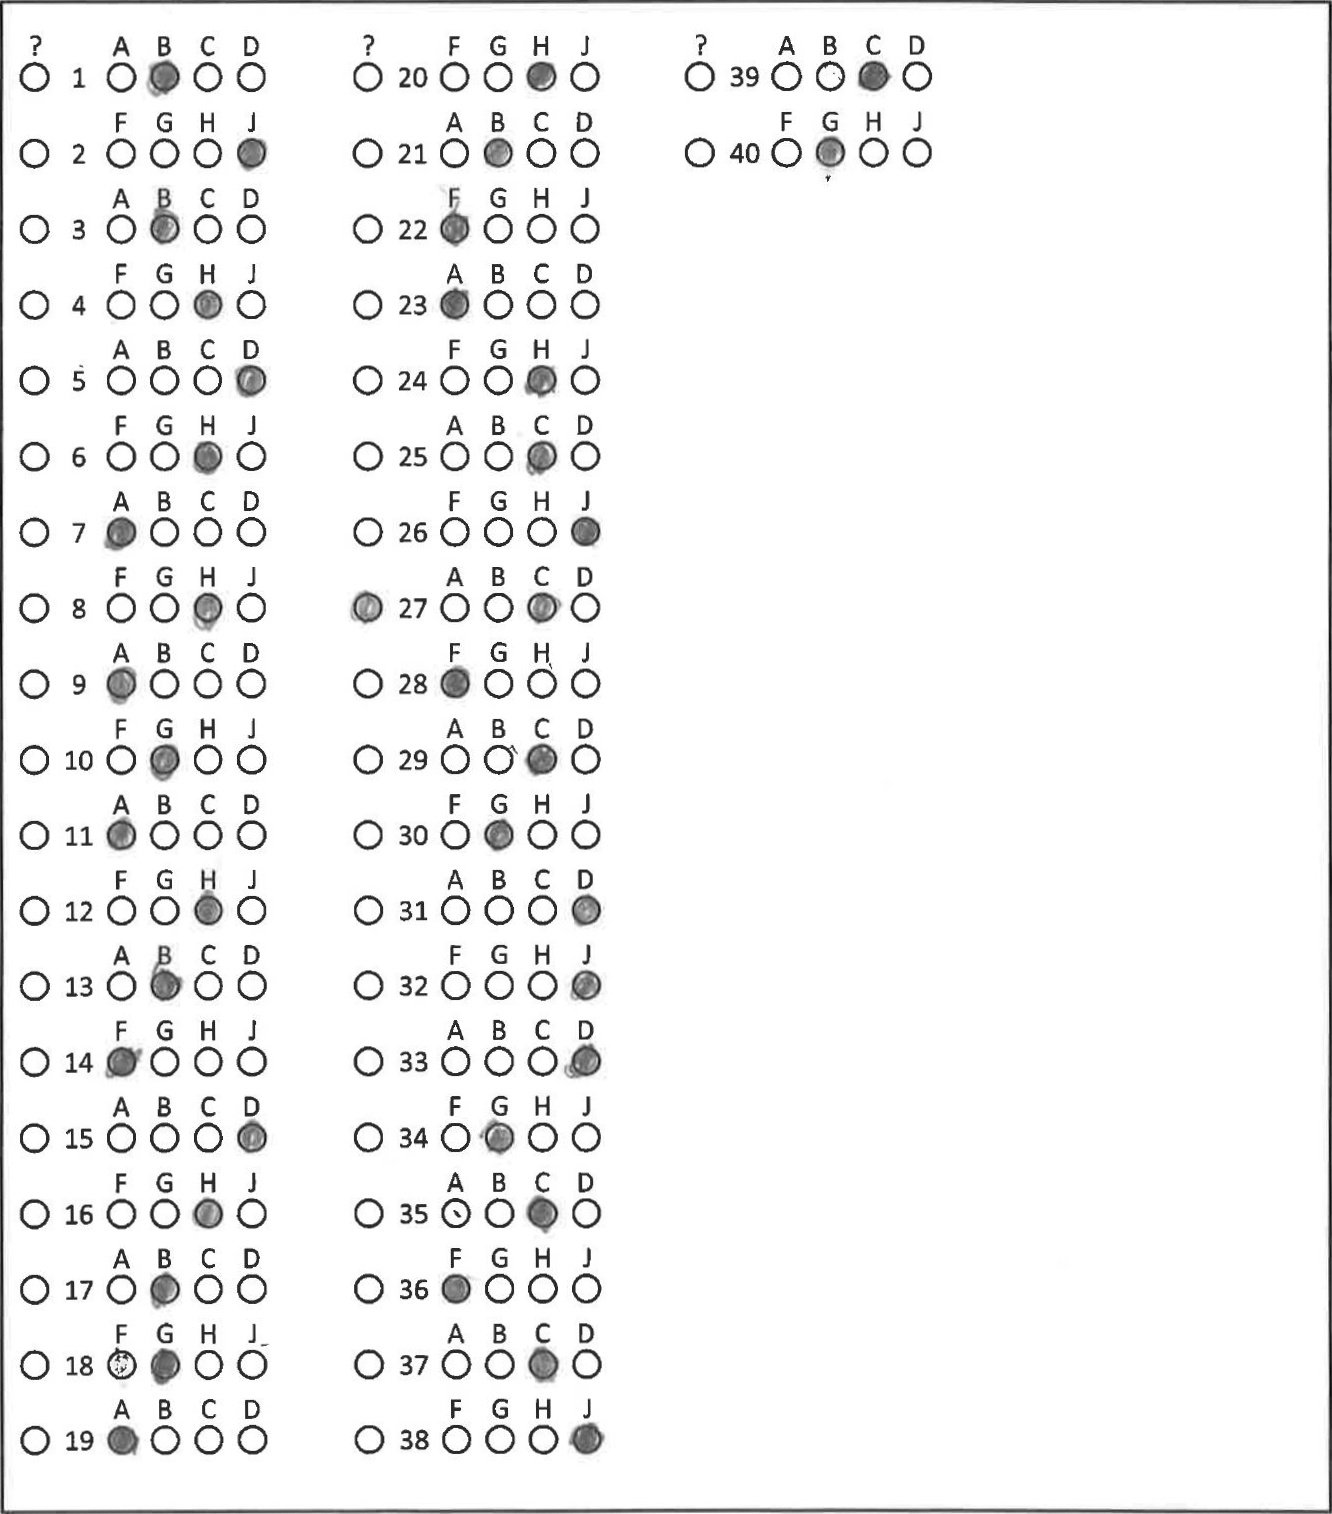 ? A B C D
1
F G H J
2
A B C D
3
F G H J
4
A B C D
5
F G H J
6
A B C D
7
F G H J
8
A B C D
9
F G H J
10
A B C D
11
F G H J
12
A B C D
13
F G H J
14
A B C D
15
F G H J
16
A B C D
17
F G H J
18
A B C D
19
? F G H J
20
A B C D
21
F G H J
22
A B C D
23
F G H J
24
A B C D
25
F G H J
26
A B C D
27
F G H J
28
A B C D
29
F G H J
30
A B C D
31
F G H J
32
A B C D
33
F G H J
34
A B C D
35
F G H J
36
A B C D
37
F G H J
38
? A B C D
39
F G H J
40